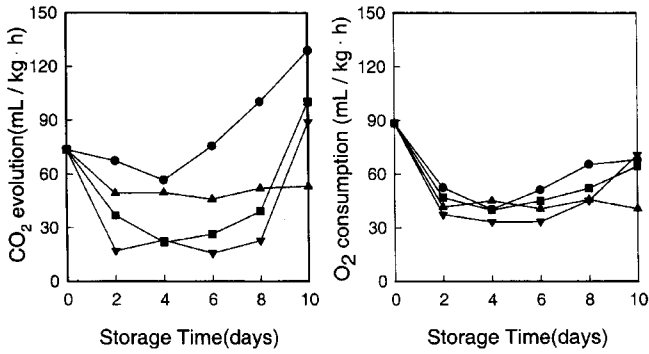 CO2 evolution(mL / kg · h)
150
120
90
60
30
0
0 2 4 6 8 10
Storage Time(days)
O2 consumption (mL / kg · h)
150
120
90
60
30
0
0 2 4 6 8 10
Storage Time(days)